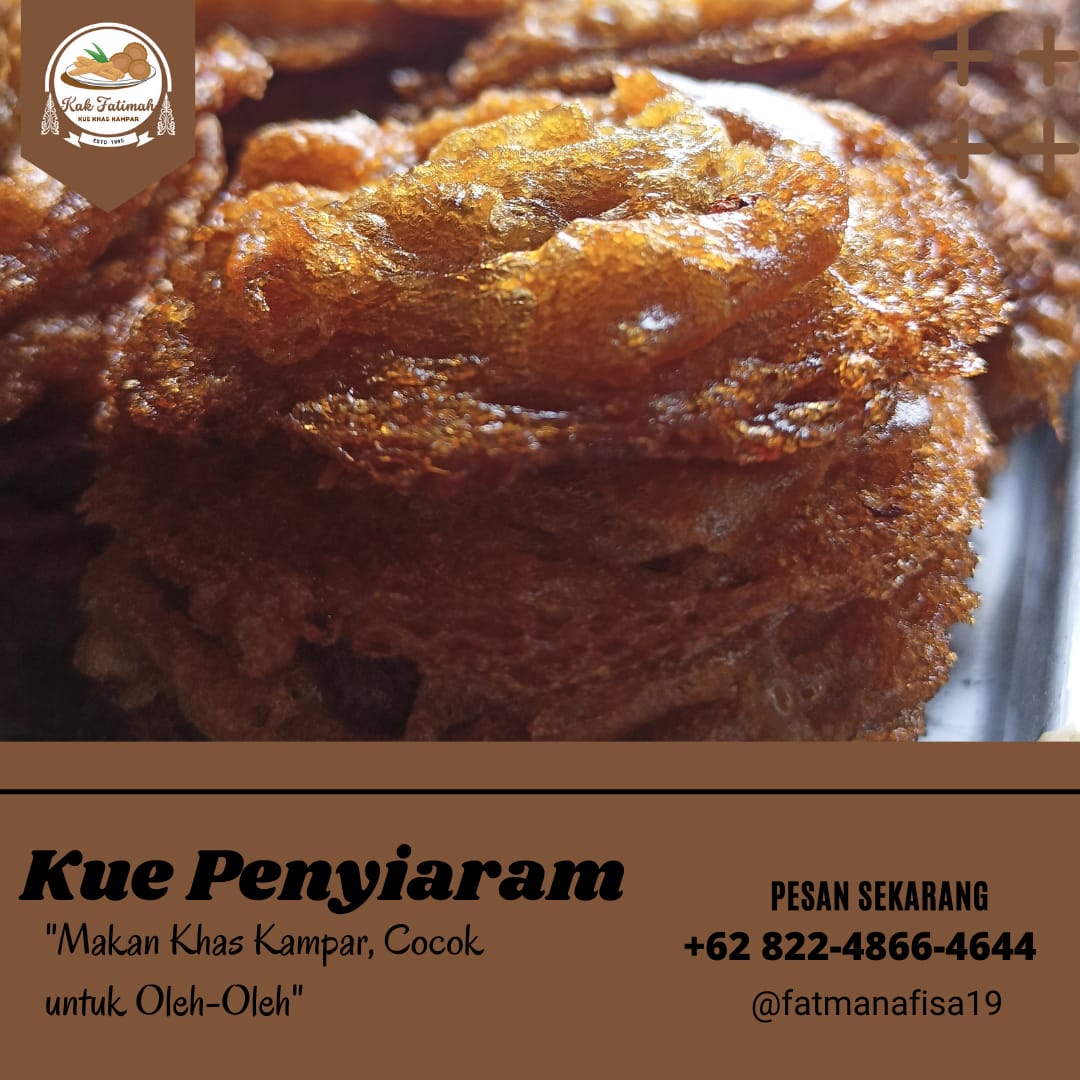 Kak Fatimah
KUE KHAS KAMPAR
ESTD 1985
Kue Penyiaram
"Makan Khas Kampar, Cocok
untuk Oleh-Oleh"
PESAN SEKARANG
+62 822-4866-4644
@fatmanafisa19